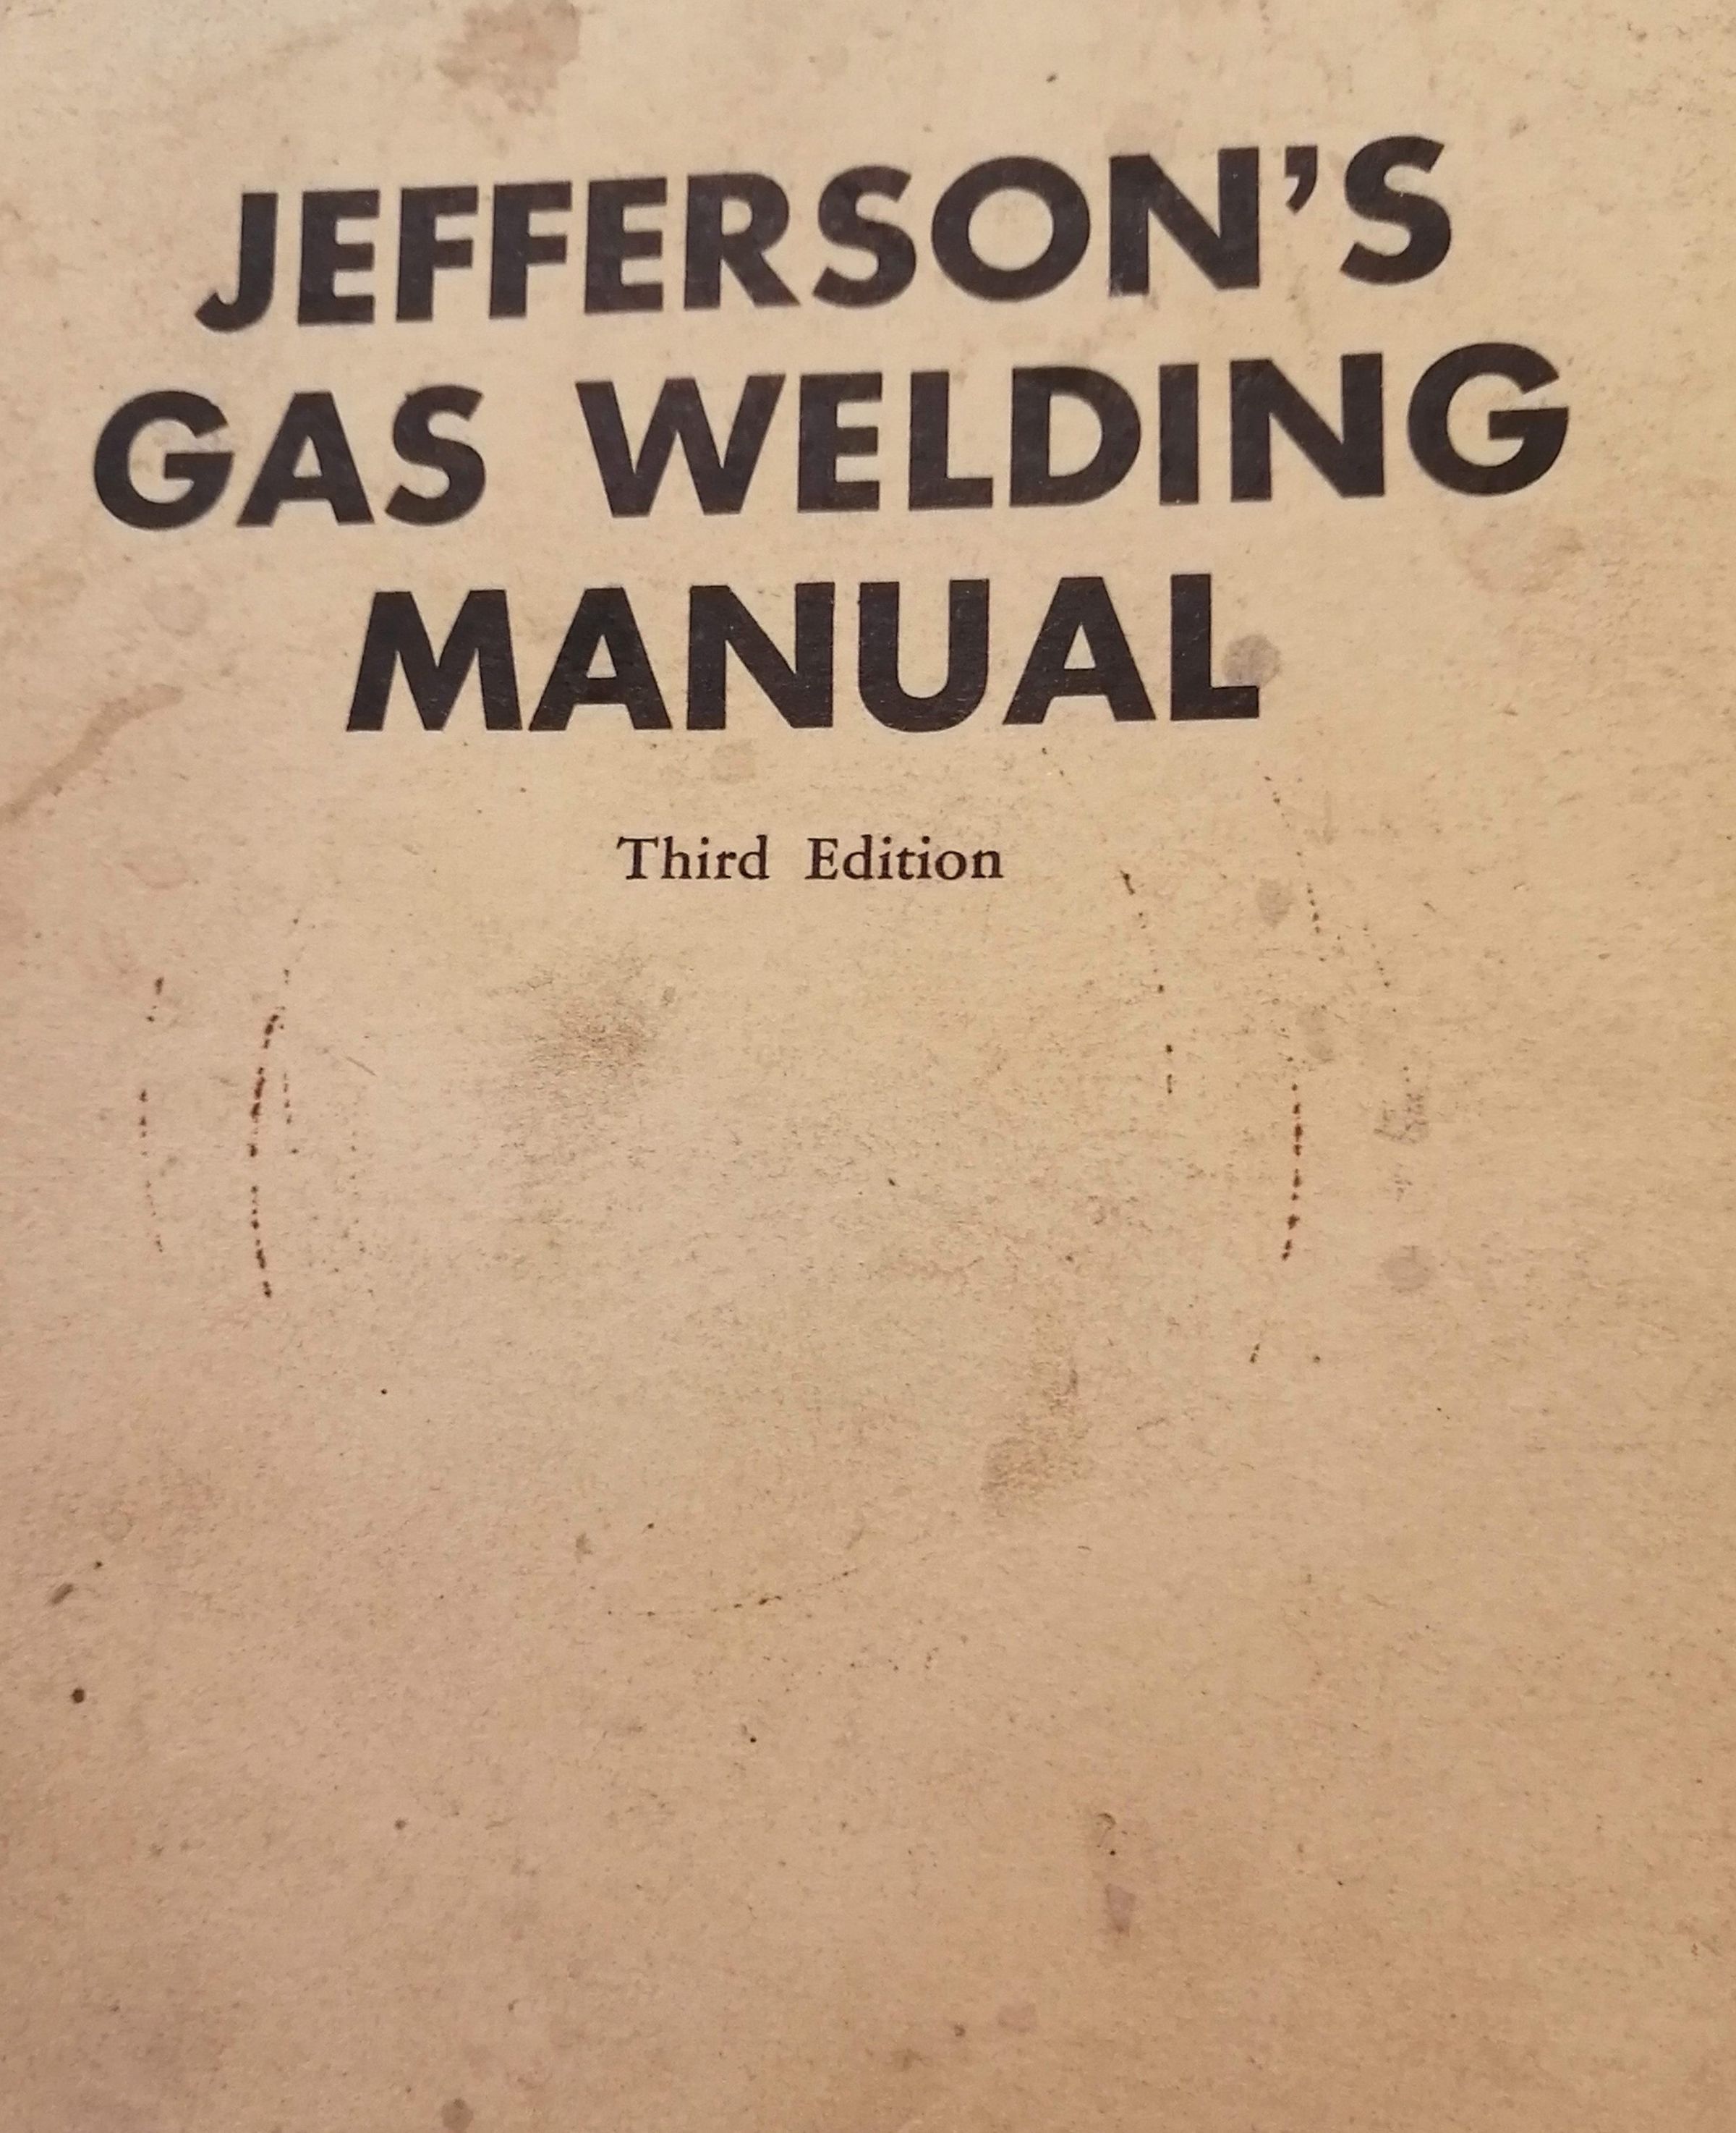 JEFFERSON’S
GAS WELDING
MANUAL
Third Edition